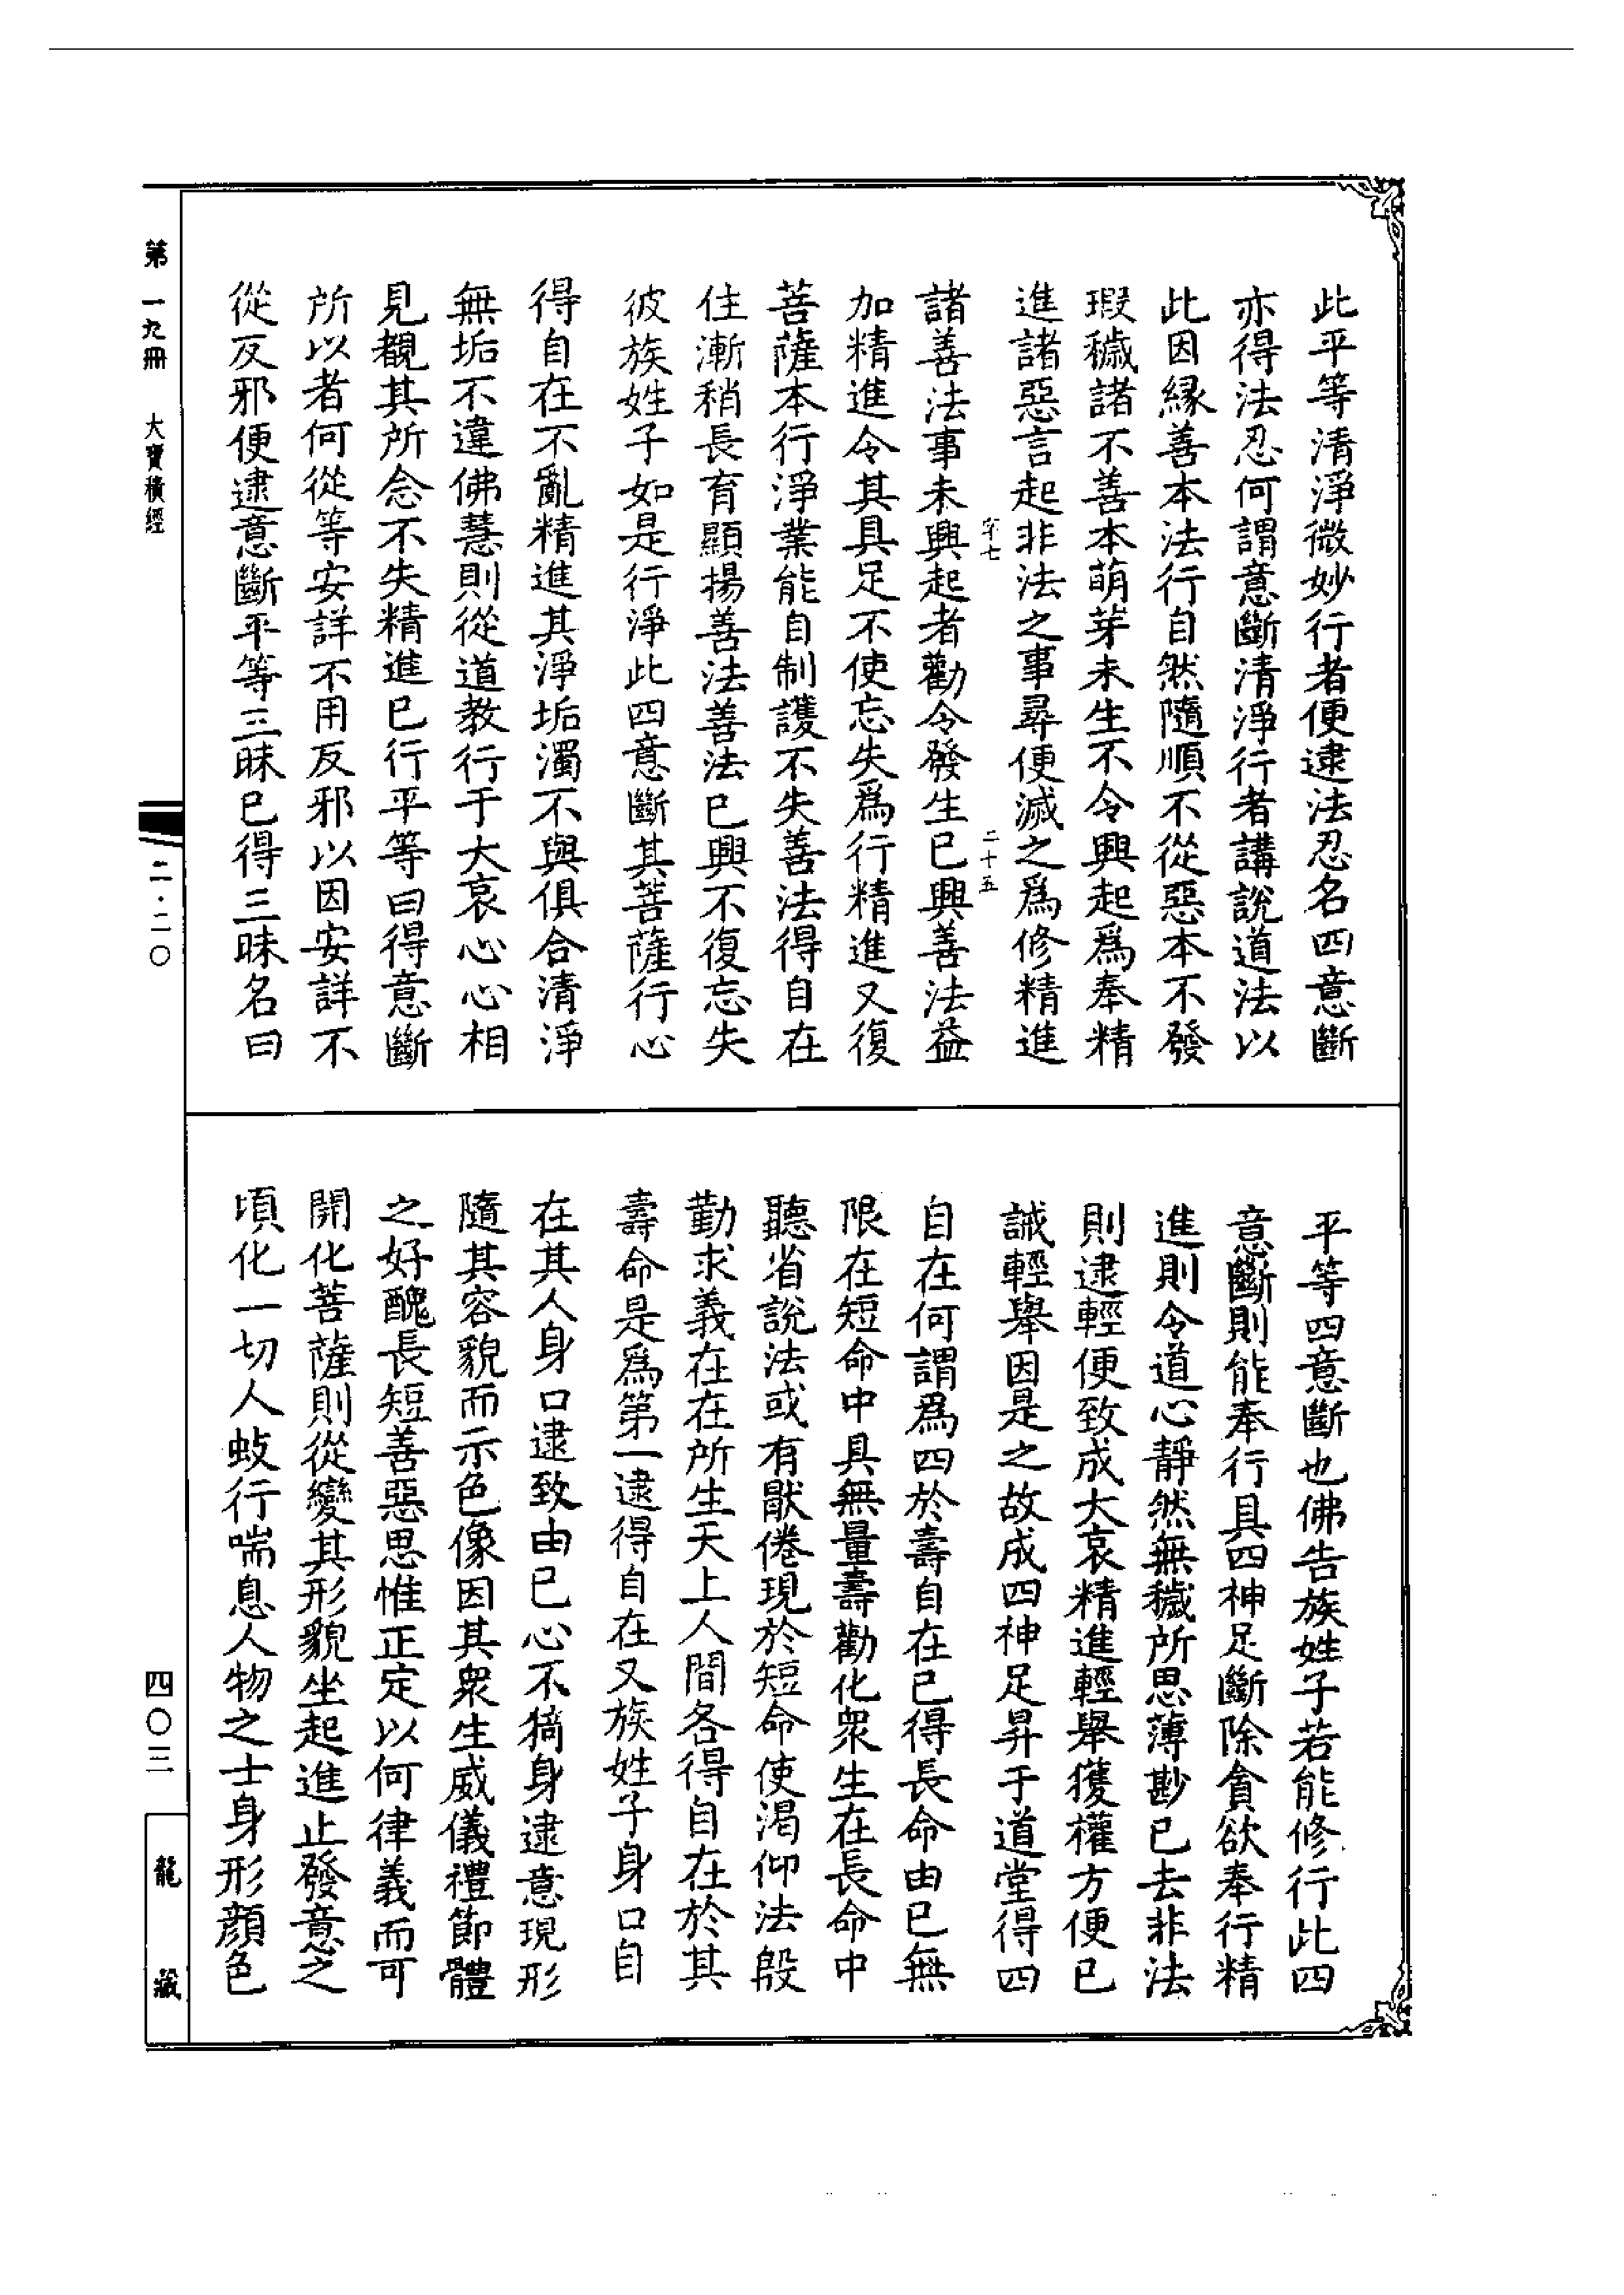 此平等清淨微妙行者便逮法忍名四意斷
亦得法忍何謂意斷清淨行者講說道法以
此因緣善本法行自然隨順不從惡本不發
瑕穢諸不善本萌芽未生不令興起爲奉精
進諸惡言起非法之事尋便滅之爲修精進
字七
二十五
諸善法事未興起者勸令發生已興善法益
加精進令其具足不使忘失爲行精進又復
菩薩本行淨業能自制護不失善法得自在
住漸稍長育顯揚善法善法已興不復忘失
彼族姓子如是行淨此四意斷其菩薩行心
得自在不亂精進其淨垢濁不與俱合清淨
無垢不違佛慧則從道教行于大哀心心相
見覩其所念不失精進已行平等曰得意斷
所以者何從等安詳不用反邪以因安詳不
從反邪便逮意斷平等三昧已得三昧名曰
平等四意斷也佛告族姓子若能修行此四
意斷則能奉行具四神足斷除貪欲奉行精
進則令道心靜然無穢所思薄尠已去非法
則逮輕便致成大哀精進輕舉獲權方便已
誡輕舉因是之故成四神足昇于道堂得四
自在何謂爲四於壽自在已得長命由已無
限在短命中具無量壽勸化衆生在長命中
聽省說法或有厭倦現於短命使渴仰法殷
勤求義在在所生天上人間各得自在於其
壽命是爲第一逮得自在又族姓子身口自
在其人身口逮致由已心不猗身逮意現形
隨其容貌而示色像因其衆生威儀禮節體
之好醜長短善惡思惟正定以何律義而可
開化菩薩則從變其形貌坐起進止發意之
頃化一切人蚑行喘息人物之士身形顏色
第一九冊
大寶積經
二·二〇
四〇三
龍藏